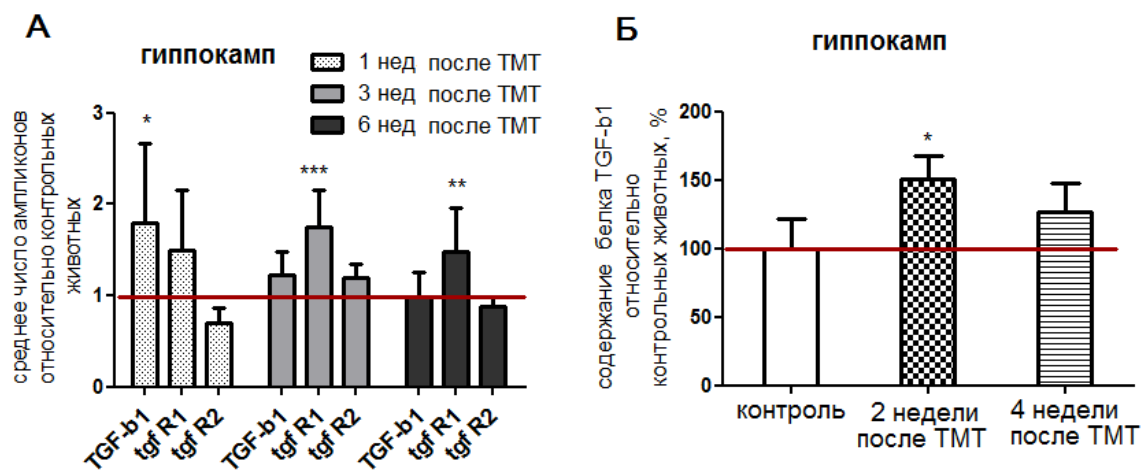 А
гиппокамп
1 нед после ТМТ
3 нед после ТМТ
6 нед после ТМТ
среднее число ампликонов
относительно контрольных
животных
3
2
1
0
*
***
**
TGF-b1
tgf R1
tgf R2
TGF-b1
tgf R1
tgf R2
TGF-b1
tgf R1
tgf R2
Б
гиппокамп
содержание белка TGF-b1
относительно
контрольных животных, %
200
150
100
50
0
*
контроль
2 недели
после ТМТ
4 недели
после ТМТ